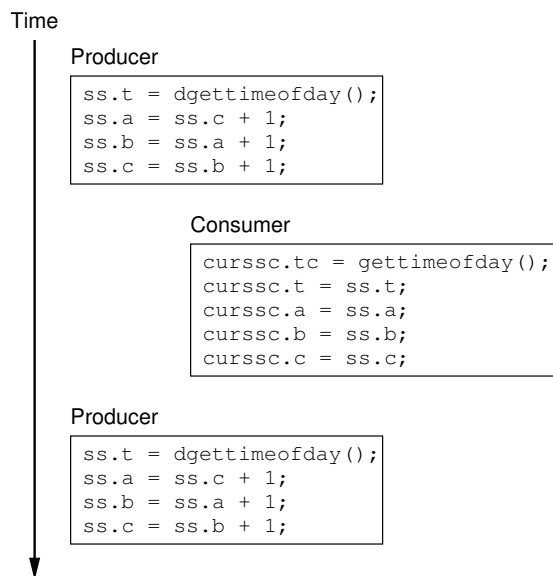 Time
Producer
ss.t = dgettimeofday();
ss.a = ss.c + 1;
ss.b = ss.a + 1;
ss.c = ss.b + 1;
Consumer
curssc.tc = gettimeofday();
curssc.t = ss.t;
curssc.a = ss.a;
curssc.b = ss.b;
curssc.c = ss.c;
Producer
ss.t = dgettimeofday();
ss.a = ss.c + 1;
ss.b = ss.a + 1;
ss.c = ss.b + 1;